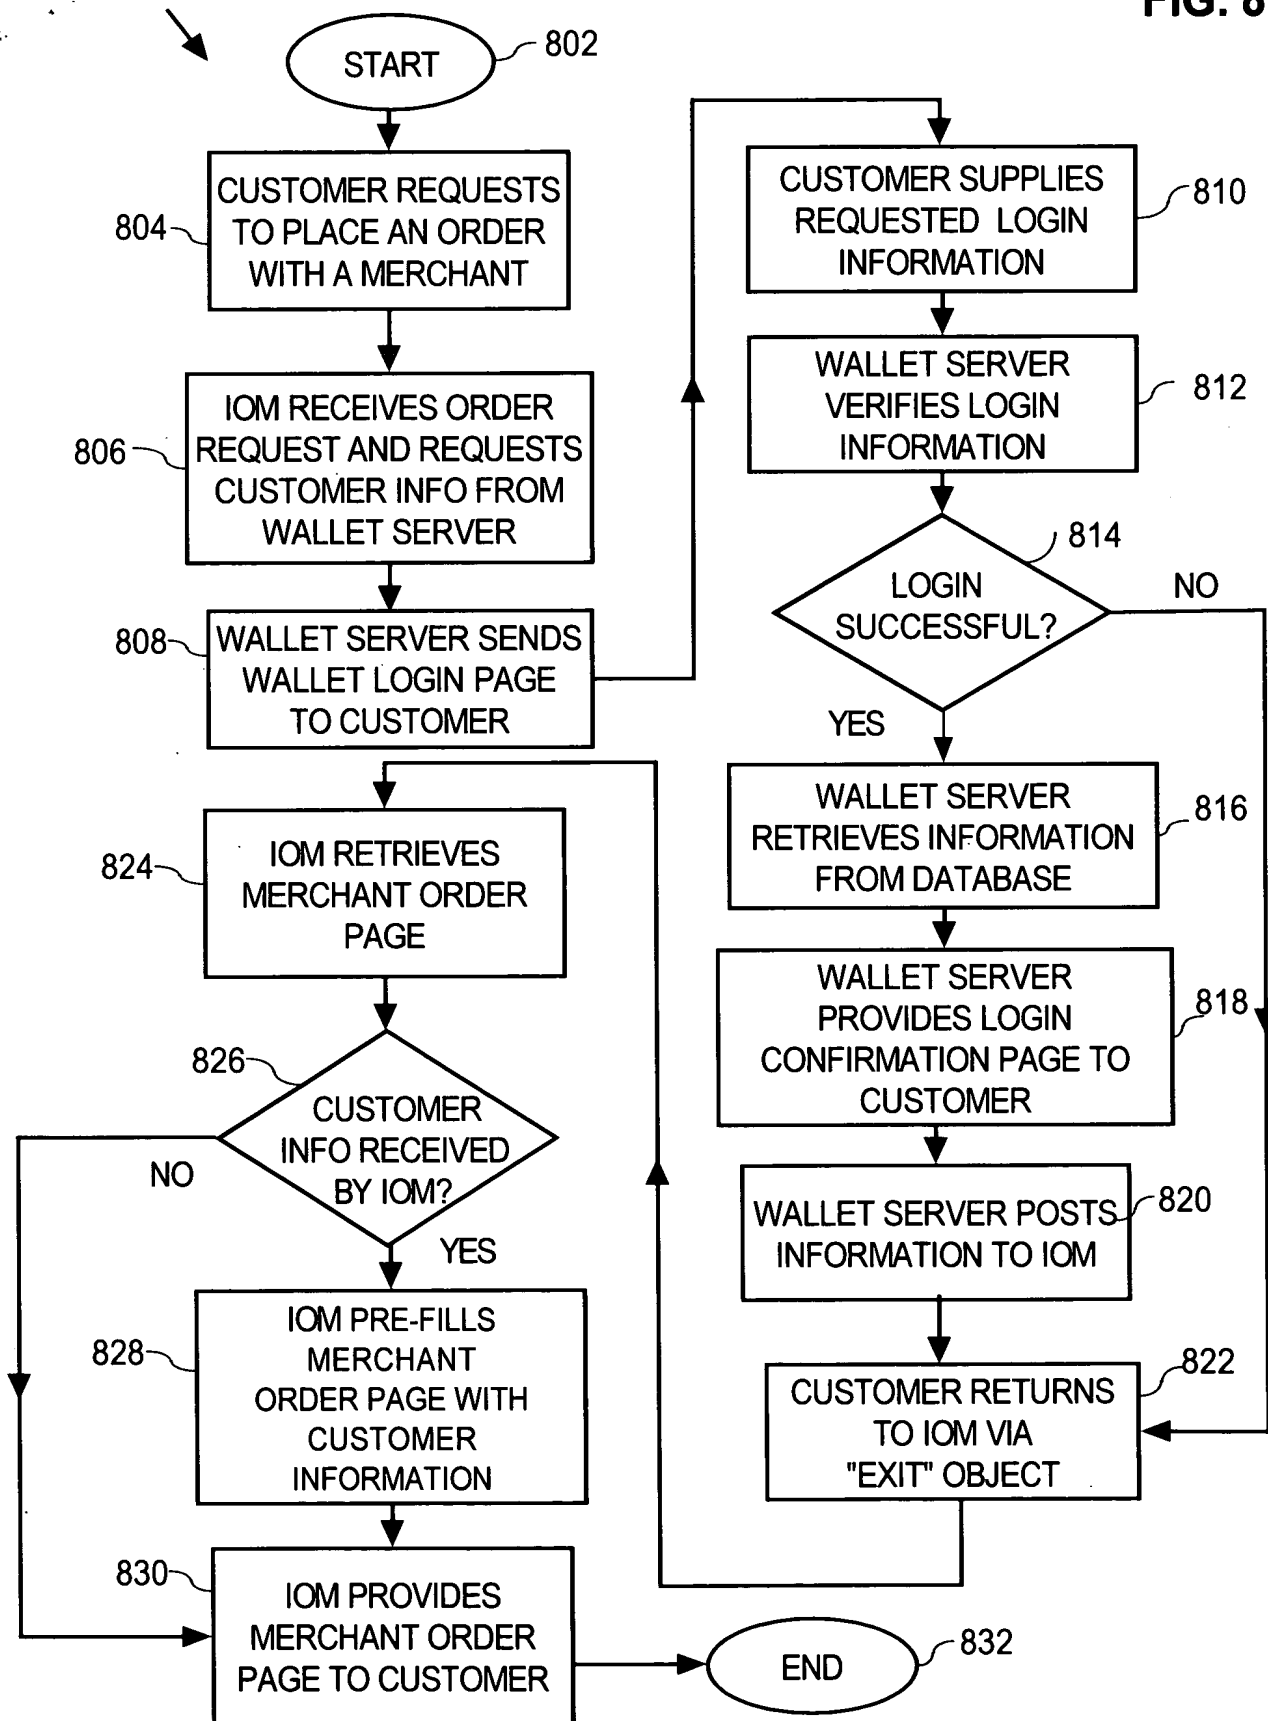 FIG. 8
START
802
CUSTOMER REQUESTS
TO PLACE AN ORDER
WITH A MERCHANT
804
IOM RECEIVES ORDER
REQUEST AND REQUESTS
CUSTOMER INFO FROM
WALLET SERVER
806
WALLET SERVER SENDS
WALLET LOGIN PAGE
TO CUSTOMER
808
CUSTOMER SUPPLIES
REQUESTED LOGIN
INFORMATION
810
WALLET SERVER
VERIFIES LOGIN
INFORMATION
812
LOGIN
SUCCESSFUL?
814
NO
YES
WALLET SERVER
RETRIEVES INFORMATION
FROM DATABASE
816
WALLET SERVER
PROVIDES LOGIN
CONFIRMATION PAGE TO
CUSTOMER
818
WALLET SERVER POSTS
INFORMATION TO IOM
820
CUSTOMER RETURNS
TO IOM VIA
"EXIT" OBJECT
822
IOM RETRIEVES
MERCHANT ORDER
PAGE
824
CUSTOMER
INFO RECEIVED
BY IOM?
826
NO
YES
IOM PRE-FILLS
MERCHANT
ORDER PAGE WITH
CUSTOMER
INFORMATION
828
IOM PROVIDES
MERCHANT ORDER
PAGE TO CUSTOMER
830
END
832